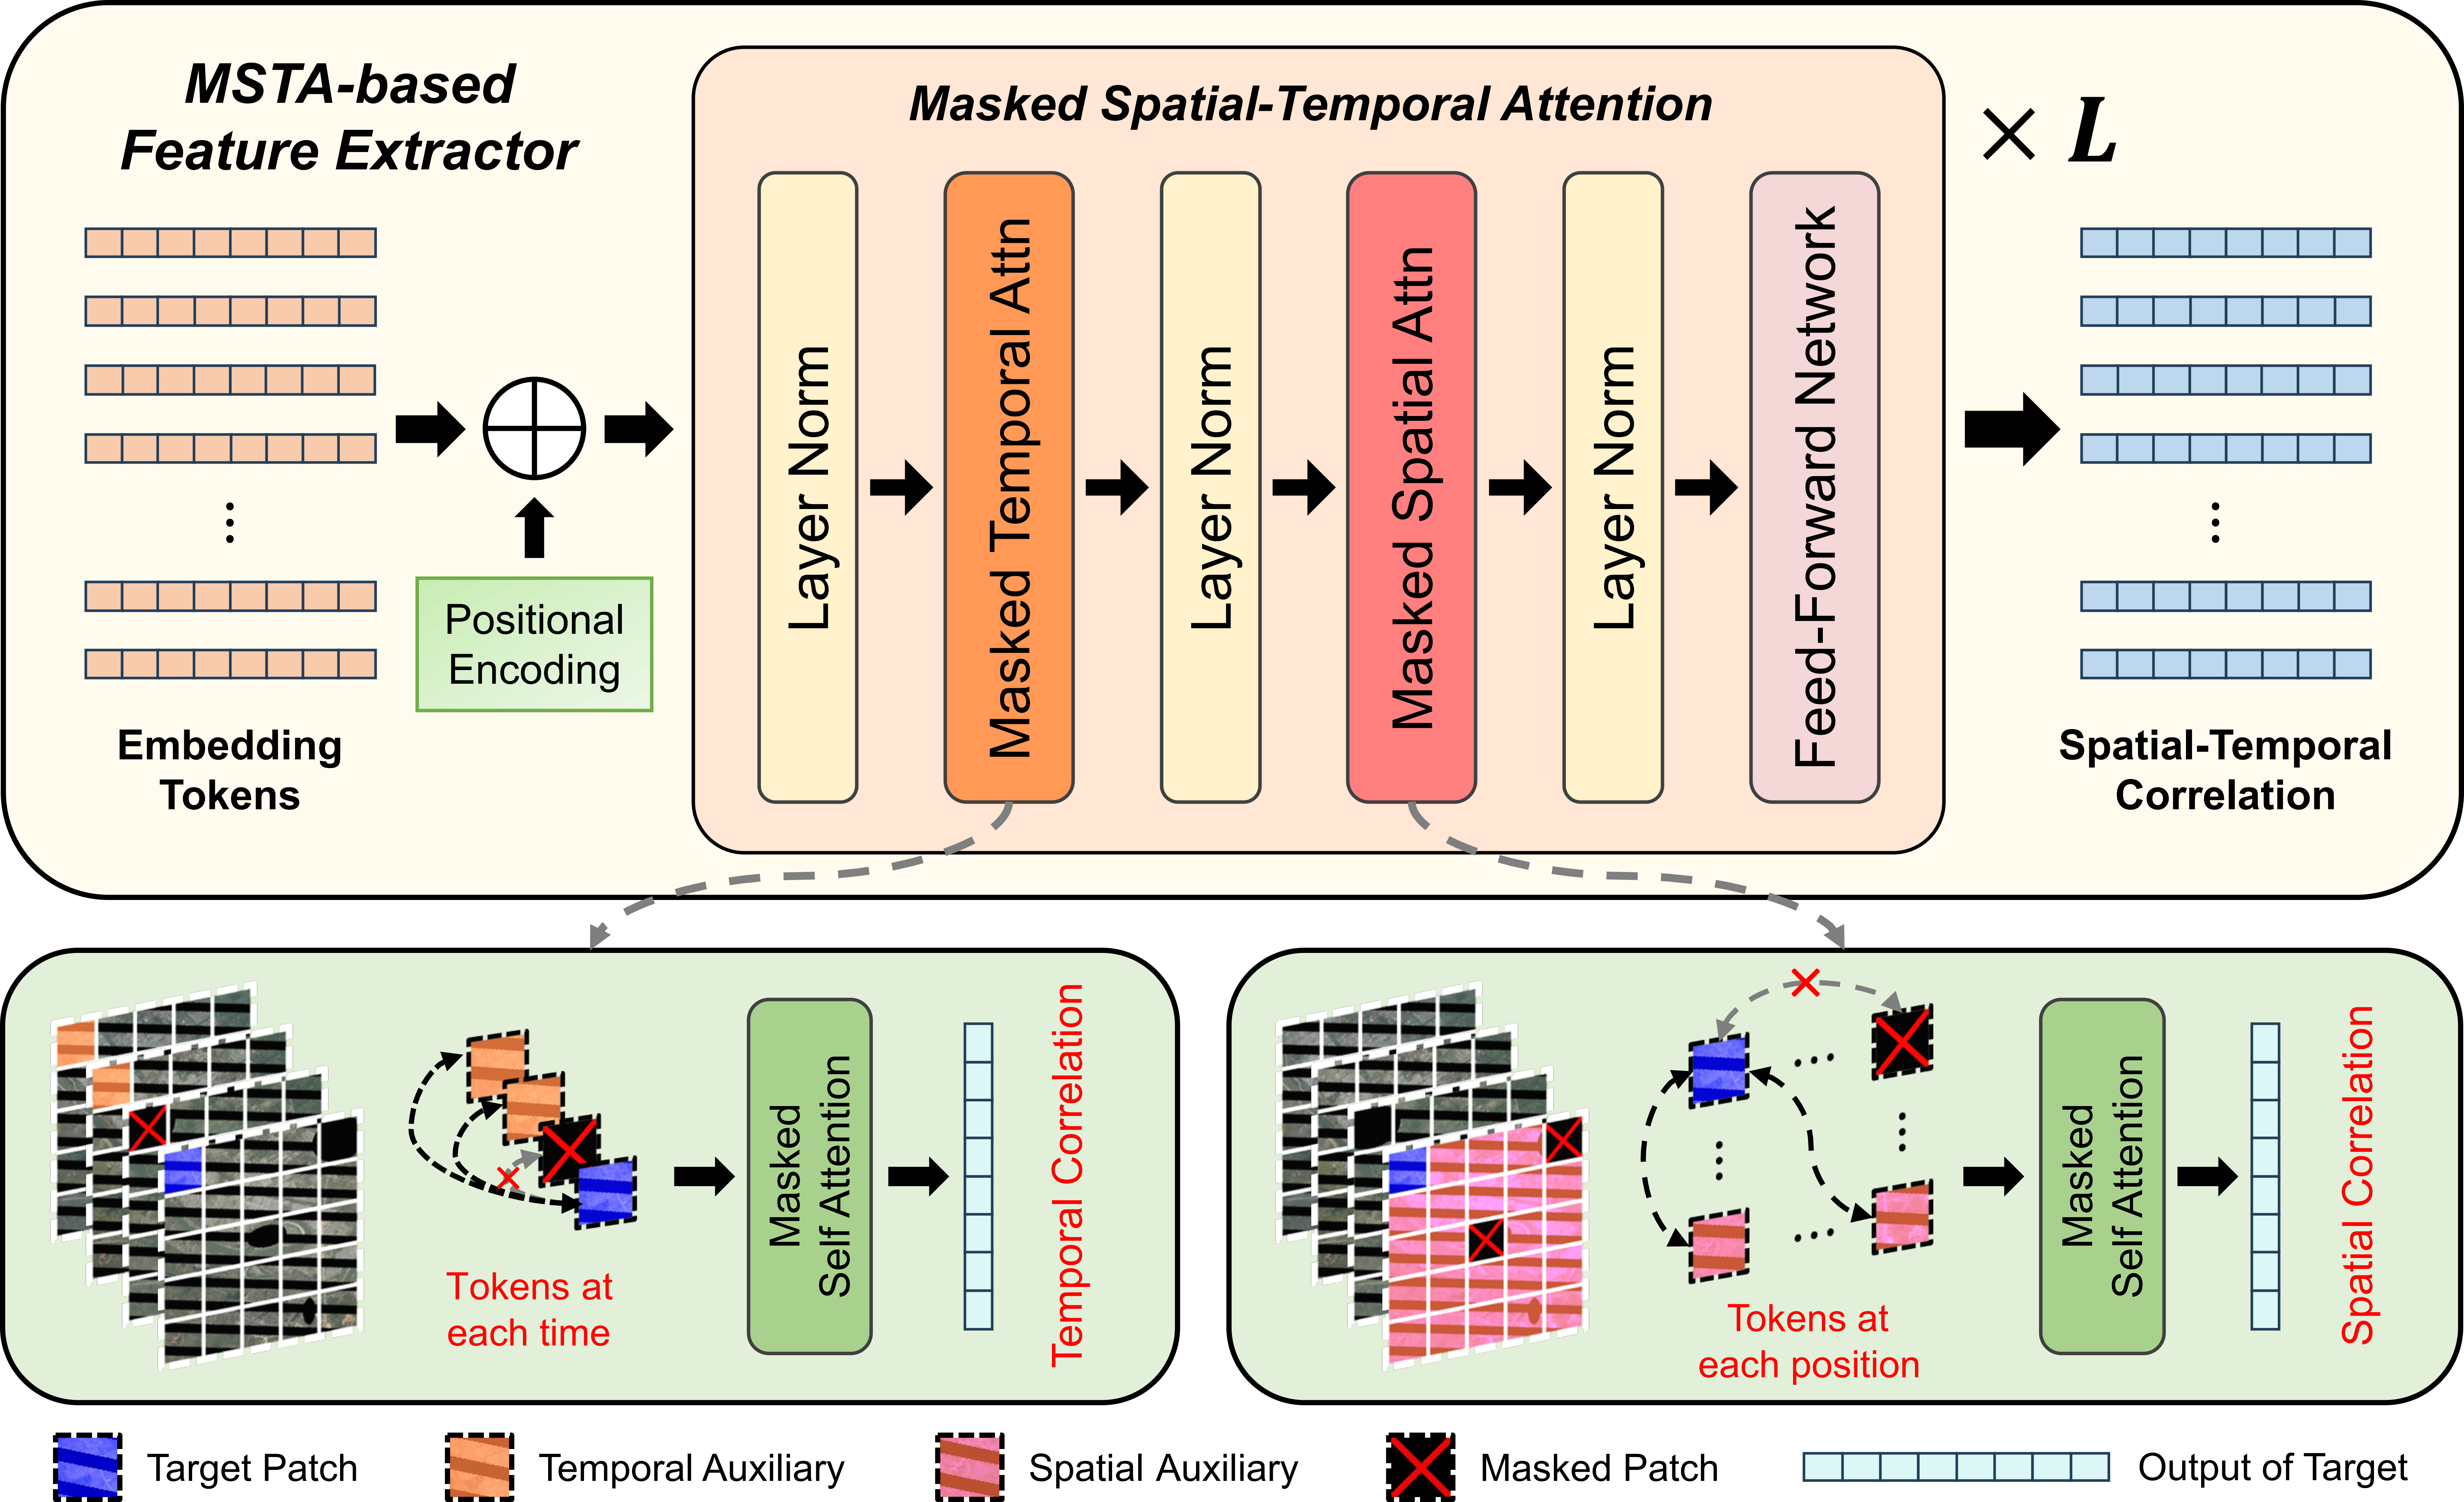 MSTA-based
Feature Extractor
Masked Spatial-Temporal Attention
× L
Layer Norm
Masked Temporal Attn
Layer Norm
Masked Spatial Attn
Layer Norm
Feed-Forward Network
Positional
Encoding
Embedding
Tokens
Spatial-Temporal
Correlation
Tokens at
each time
Masked
Self Attention
Temporal Correlation
Tokens at
each position
Masked
Self Attention
Spatial Correlation
Target Patch
Temporal Auxiliary
Spatial Auxiliary
Masked Patch
Output of Target